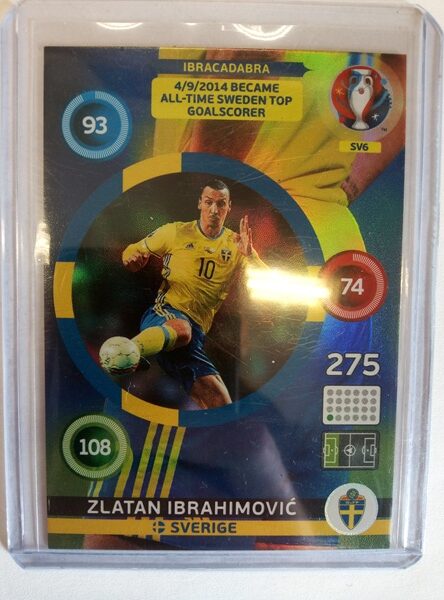 IBRACADABRA
4/9/2014 BECAME
ALL-TIME SWEDEN TOP
GOALSCORER
93
TM
SV6
10
74
275
108
ZLATAN IBRAHIMOVIĆ
SVERIGE